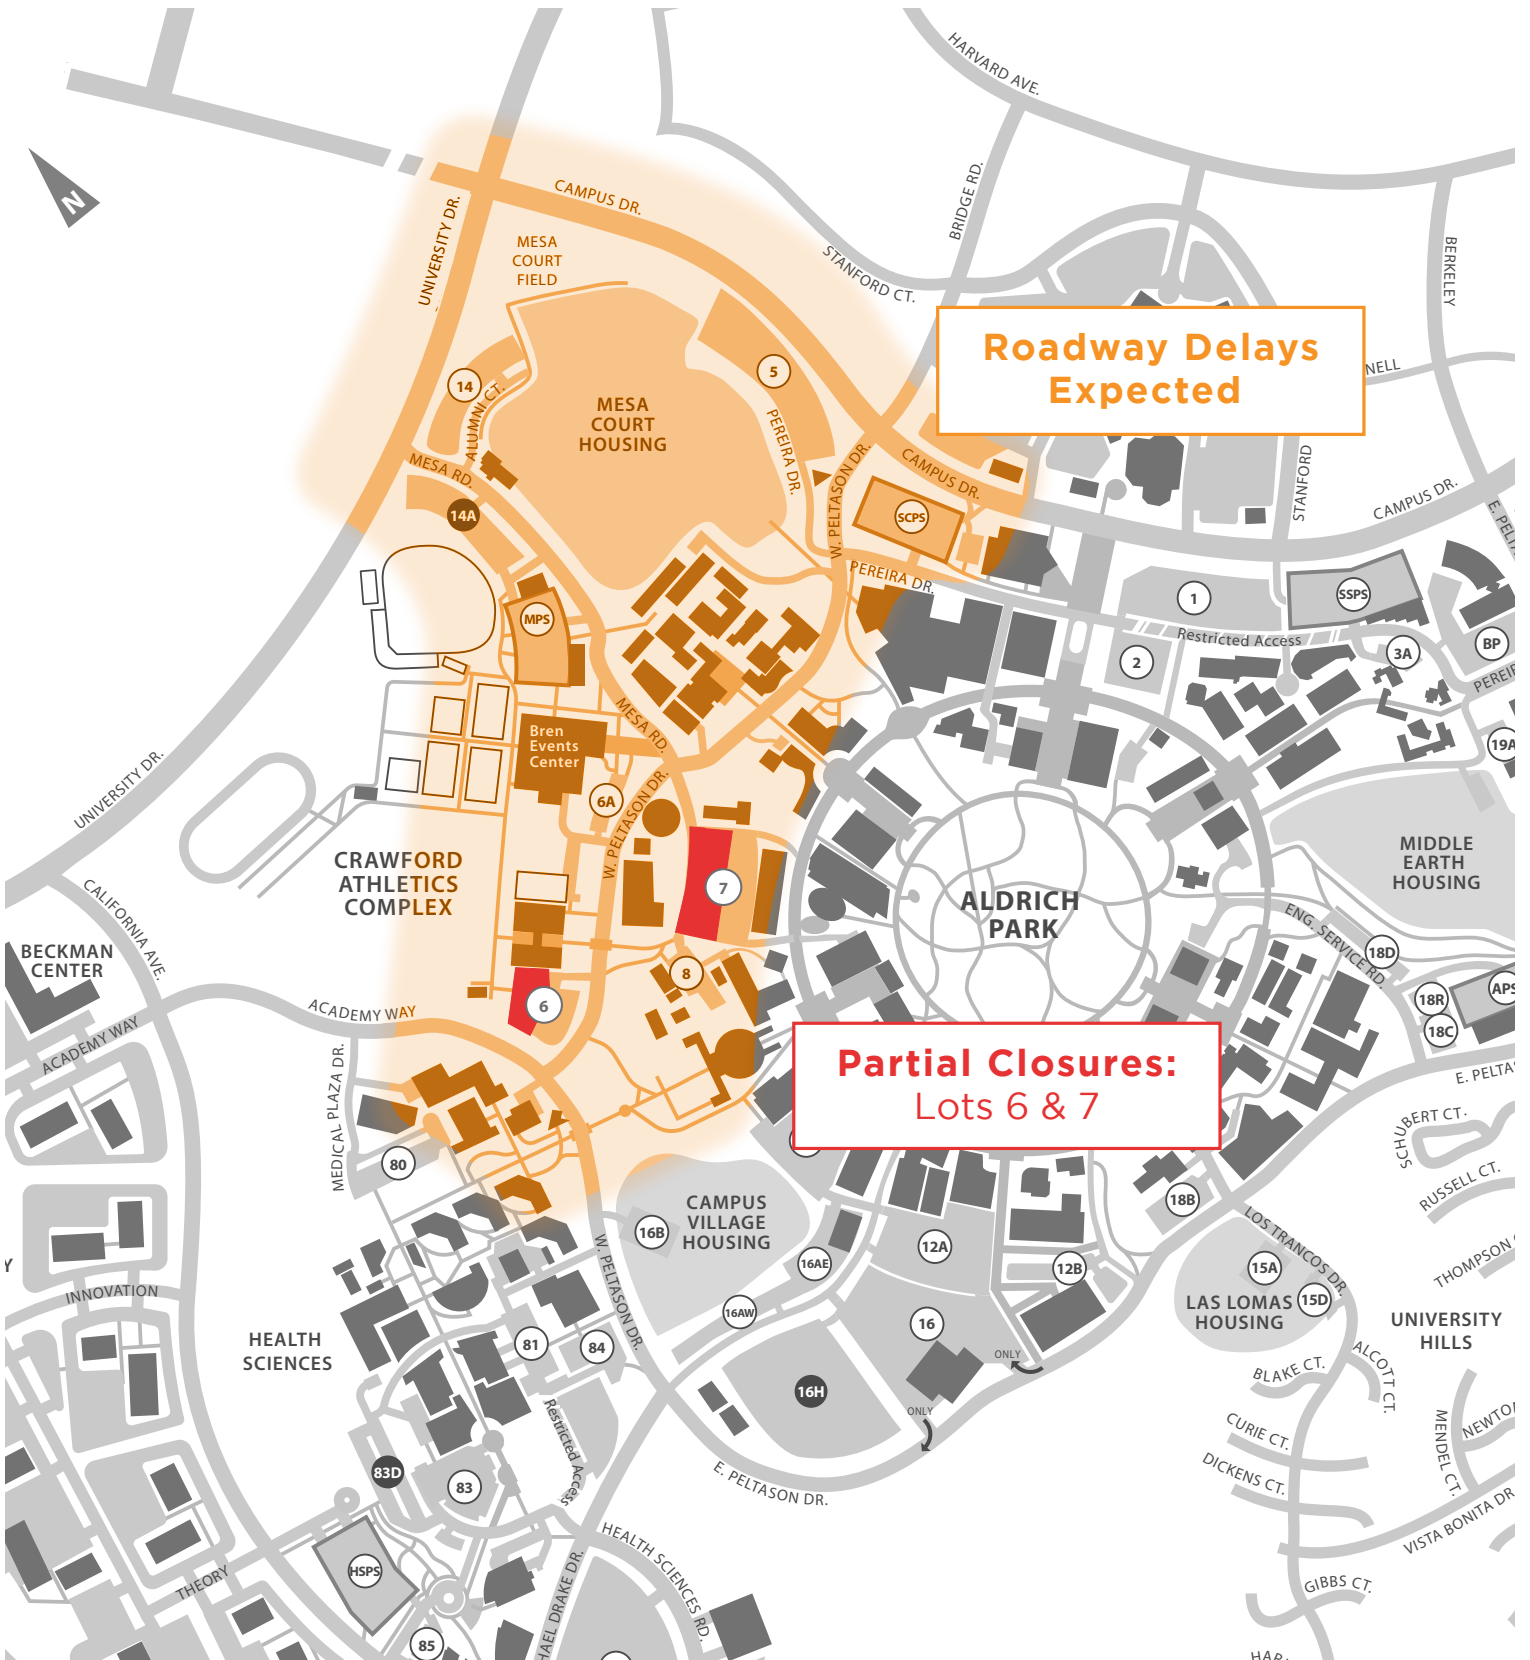 HARVARD AVE.
BRIDGE RD.
CAMPUS DR.
UNIVERSITY DR.
N
MESA
COURT
FIELD
STANFORD CT.
BERKELEY
Roadway Delays
Expected
NELL
14
ALUMNI CT.
5
MESA
COURT
HOUSING
PEREIRA DR.
MESA RD.
W. PELTASON DR.
CAMPUS DR.
STANFORD
CAMPUS DR.
14A
SCPS
PEREIRA DR.
1
SSPS
MPS
Restricted Access
2
3A
BP
MESA RD.
Bren
Events
Center
19A
UNIVERSITY DR.
6A
W. PELTASON DR.
CRAWFORD
ATHLETICS
COMPLEX
7
ALDRICH
PARK
MIDDLE
EARTH
HOUSING
CALIFORNIA AVE.
BECKMAN
CENTER
ENG. SERVICE RD.
18D
8
18R
APS
6
18C
ACADEMY WAY
ACADEMY WAY
Partial Closures:
Lots 6 & 7
MEDICAL PLAZA DR.
SCHUBERT CT.
80
RUSSELL CT.
18B
CAMPUS
VILLAGE
HOUSING
16B
LOS TRANCOS DR.
THOMPSON
12A
16AE
12B
15A
15D
INNOVATION
W. PELTASON DR.
16AW
16
LAS LOMAS
HOUSING
UNIVERSITY
HILLS
HEALTH
SCIENCES
81
84
ONLY
ALCOTT CT.
BLAKE CT.
16H
ONLY
CURIE CT.
MENDEL CT.
Restricted Access
83D
83
DICKENS CT.
E. PELTASON DR.
VISTA BONITA DR
HEALTH SCIENCES RD.
HSPS
THEORY
GIBBS CT.
85